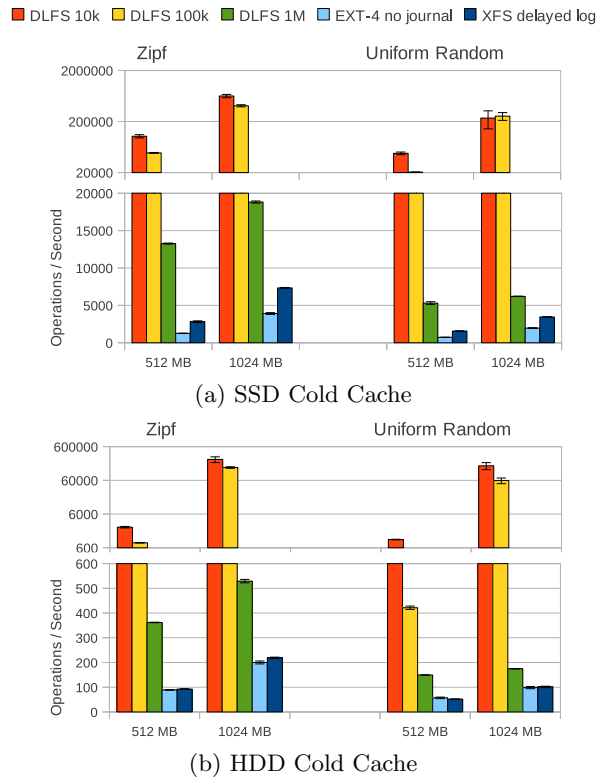 DLFS 10k DLFS 100k DLFS 1M EXT-4 no journal XFS delayed log
Zipf Uniform Random
2000000
200000
20000
20000
15000
10000
5000
0
Operations / Second
512 MB 1024 MB 512 MB 1024 MB
(a) SSD Cold Cache
Zipf Uniform Random
600000
60000
6000
600
600
500
400
300
200
100
0
Operations / Second
512 MB 1024 MB 512 MB 1024 MB
(b) HDD Cold Cache